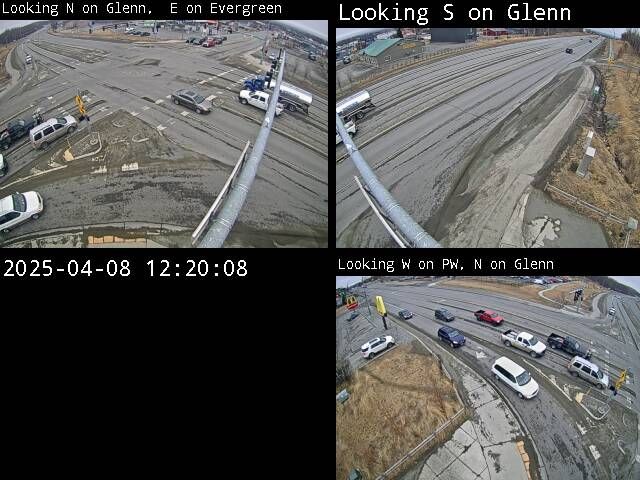 Looking N on Glenn, E on Evergreen
Looking S on Glenn
2025-04-08 12:20:08
Looking W on PW, N on Glenn